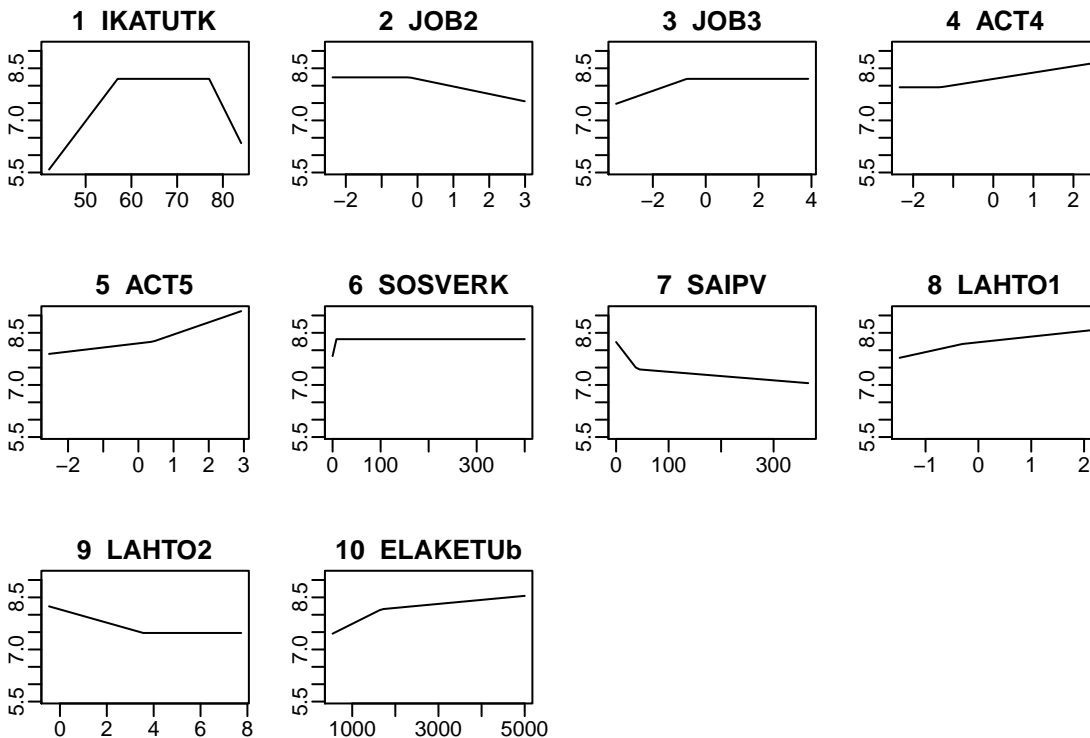 1 IKATUTK
2 JOB2
3 JOB3
4 ACT4
5.5 7.0 8.5
5.5 7.0 8.5
5.5 7.0 8.5
5.5 7.0 8.5
50 60 70 80
−2 0 1 2 3
−2 0 2 4
−2 0 1 2
5 ACT5
6 SOSVERK
7 SAIPV
8 LAHTO1
5.5 7.0 8.5
5.5 7.0 8.5
5.5 7.0 8.5
5.5 7.0 8.5
−2 0 1 2 3
0 100 300
0 100 300
−1 0 1 2
9 LAHTO2
10 ELAKETUb
5.5 7.0 8.5
5.5 7.0 8.5
0 2 4 6 8
1000 3000 5000